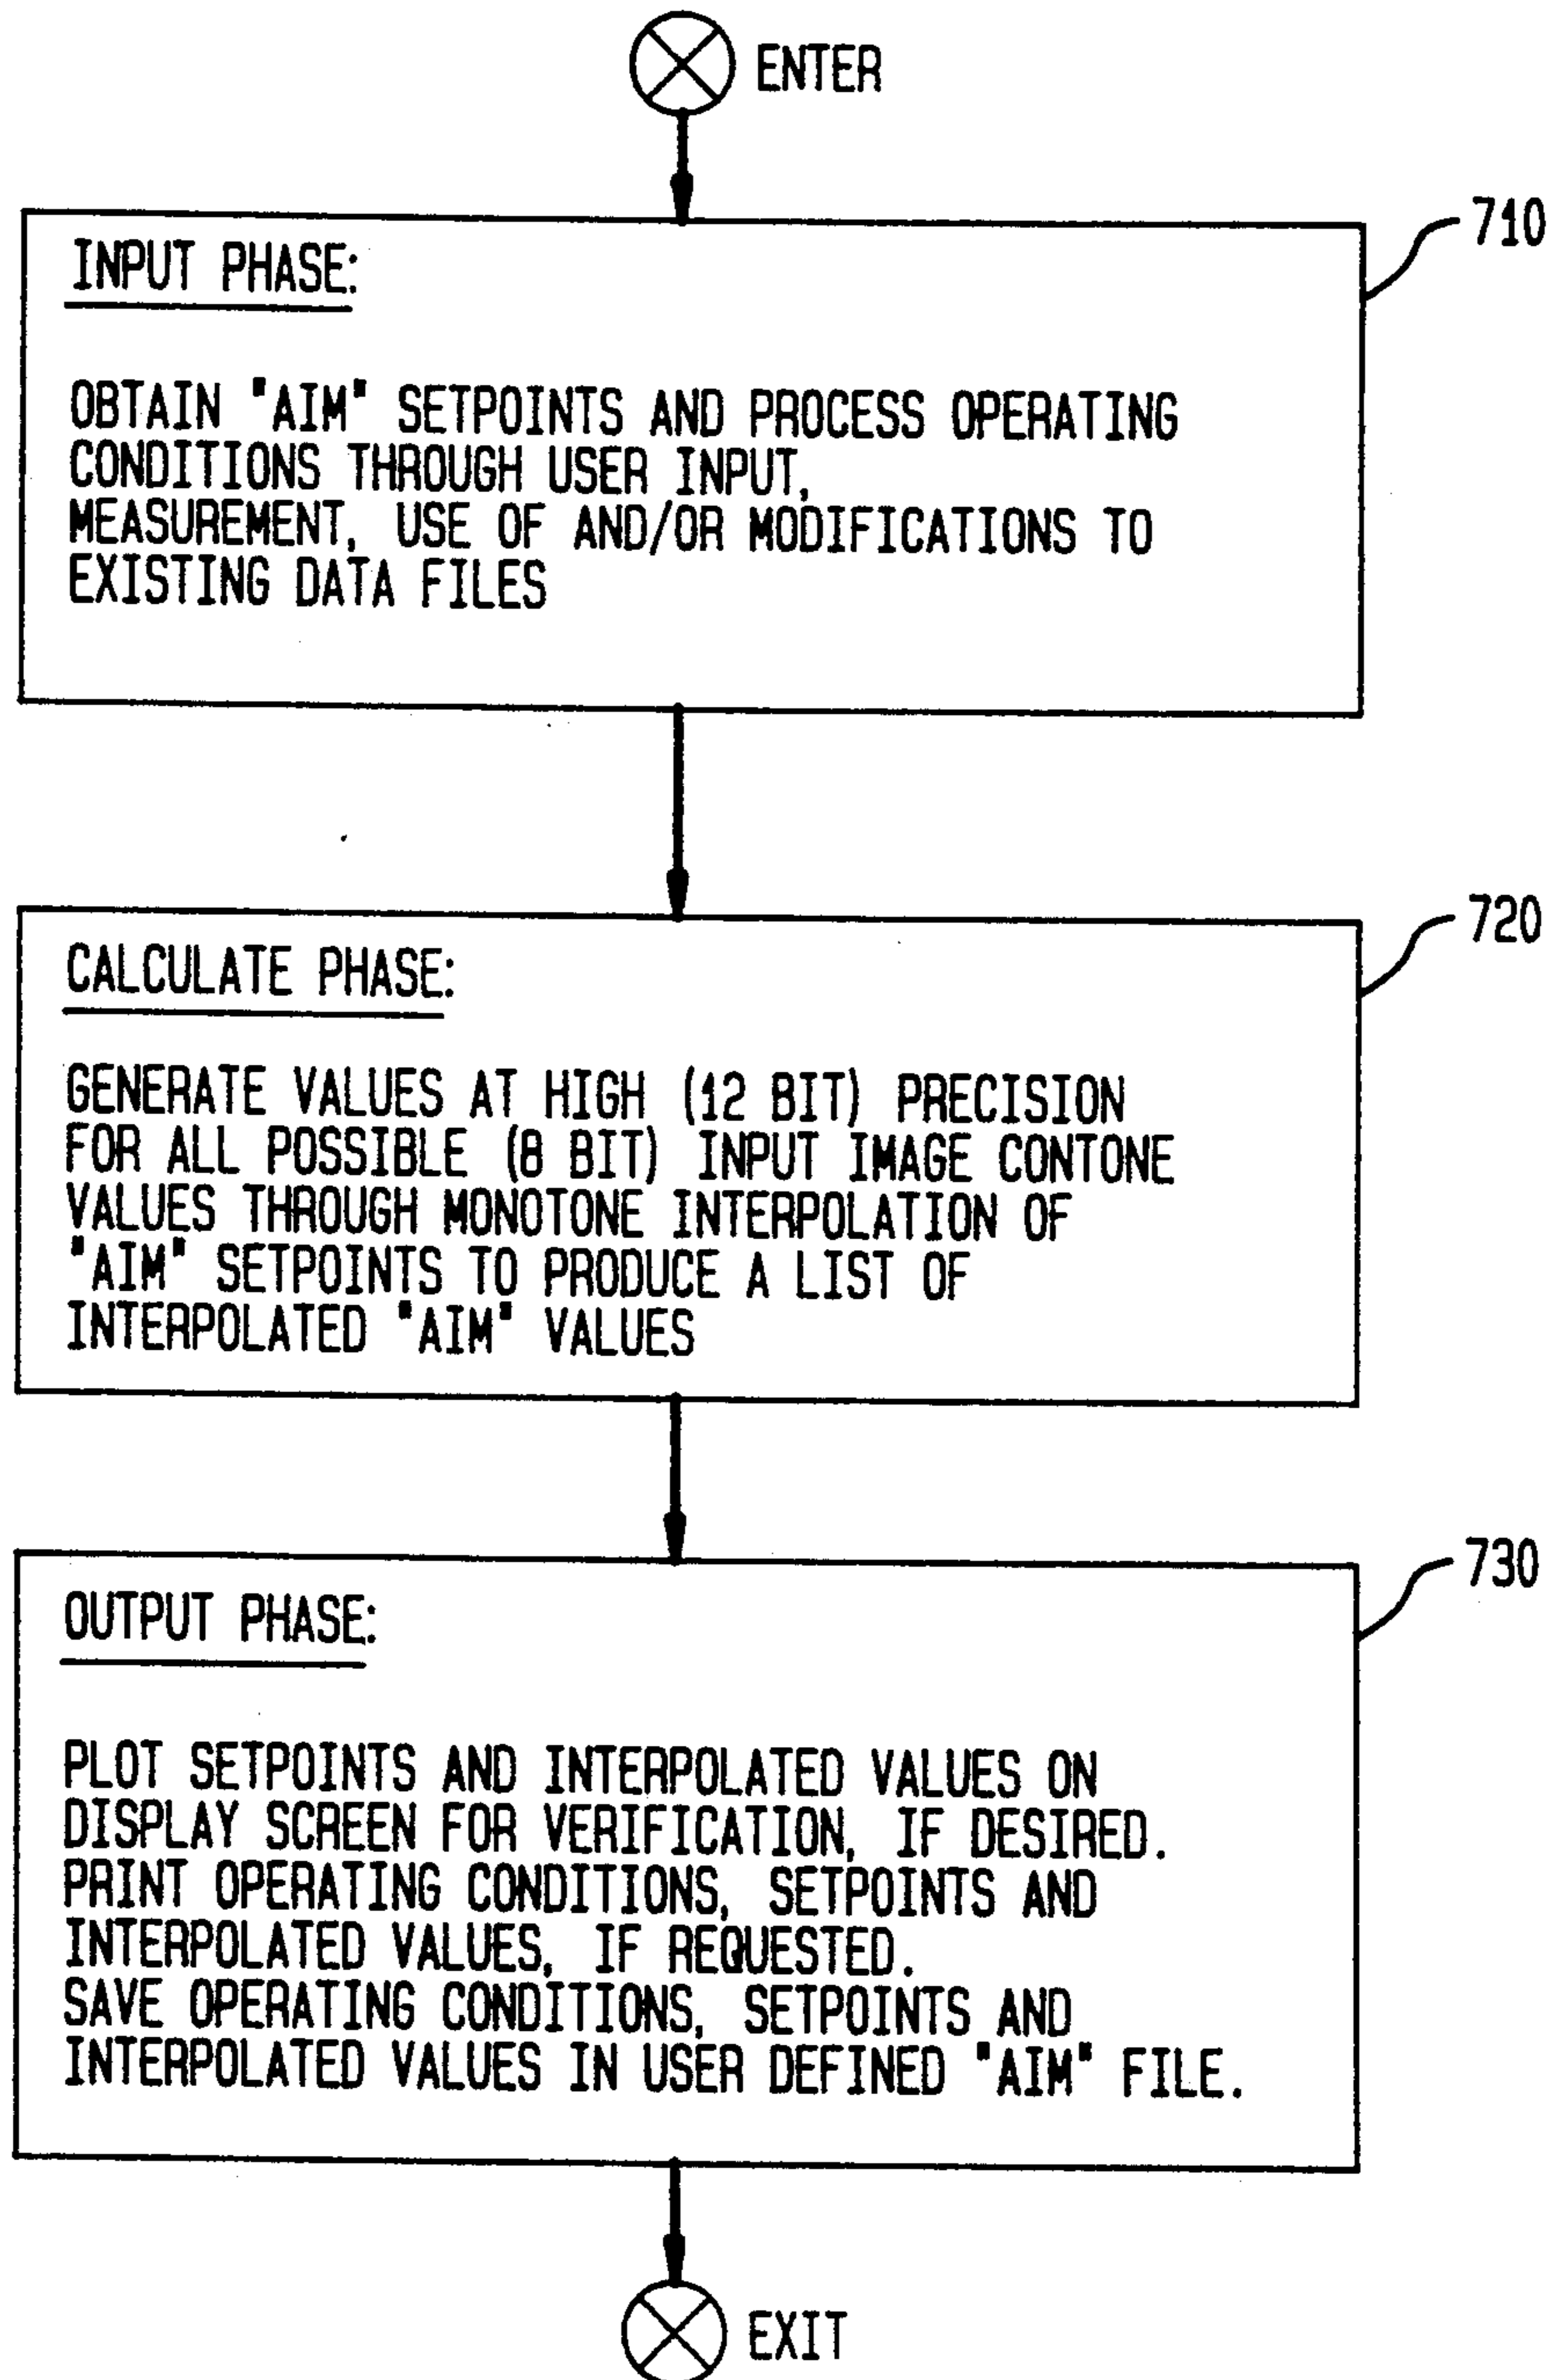 ENTER
710
INPUT PHASE:
OBTAIN "AIM" SETPOINTS AND PROCESS OPERATING
CONDITIONS THROUGH USER INPUT,
MEASUREMENT, USE OF AND/OR MODIFICATIONS TO
EXISTING DATA FILES
720
CALCULATE PHASE:
GENERATE VALUES AT HIGH (12 BIT) PRECISION
FOR ALL POSSIBLE (8 BIT) INPUT IMAGE CONTONE
VALUES THROUGH MONOTONE INTERPOLATION OF
"AIM" SETPOINTS TO PRODUCE A LIST OF
INTERPOLATED "AIM" VALUES
730
OUTPUT PHASE:
PLOT SETPOINTS AND INTERPOLATED VALUES ON
DISPLAY SCREEN FOR VERIFICATION, IF DESIRED.
PRINT OPERATING CONDITIONS, SETPOINTS AND
INTERPOLATED VALUES, IF REQUESTED.
SAVE OPERATING CONDITIONS, SETPOINTS AND
INTERPOLATED VALUES IN USER DEFINED "AIM" FILE.
EXIT